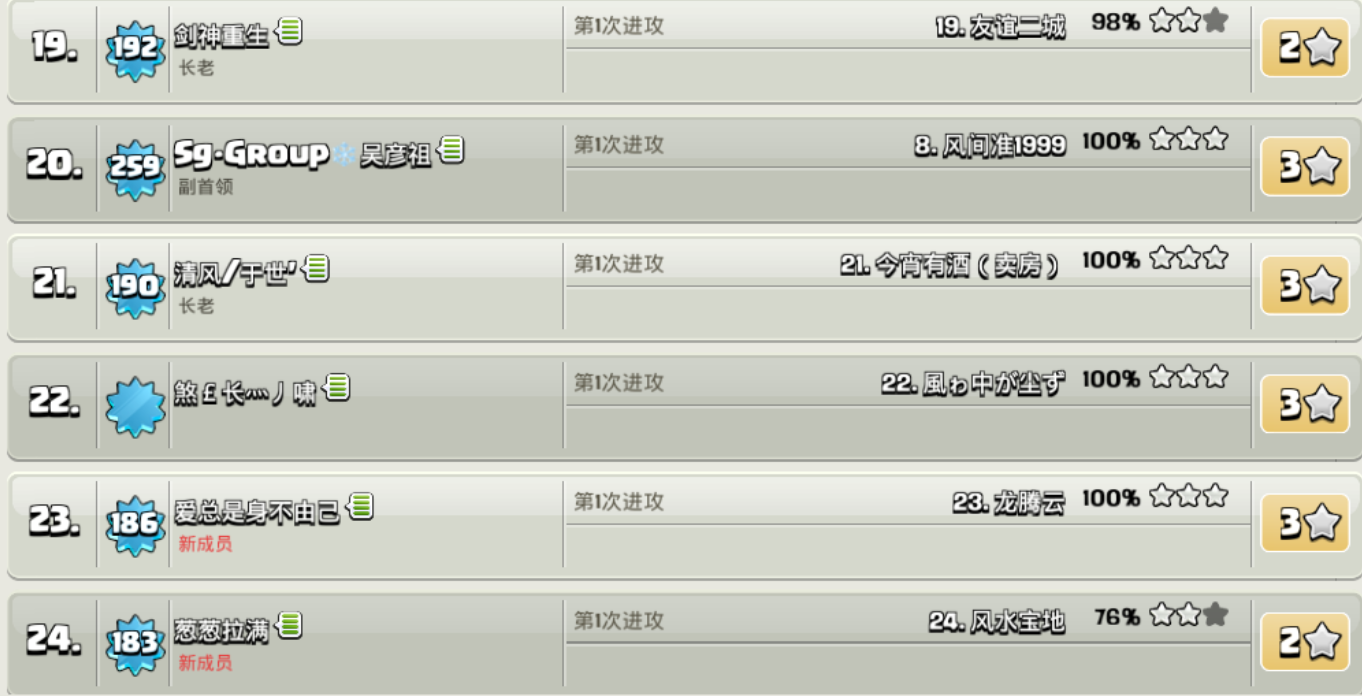 19.
192
剑神重生
长老
第1次进攻
19. 友谊二城 98%
2
20.
259
Sg-Group❄吴彦祖
副首领
第1次进攻
8. 风间准1999 100%
3
21.
190
清风/于世'
长老
第1次进攻
21. 今宵有酒（卖房） 100%
3
22.
煞￡长灬丿啸
第1次进攻
22. 風ゎ中が坐ず 100%
3
23.
186
爱总是身不由己
新成员
第1次进攻
23. 龙腾云 100%
3
24.
183
葱葱拉满
新成员
第1次进攻
24. 风水宝地 76%
2